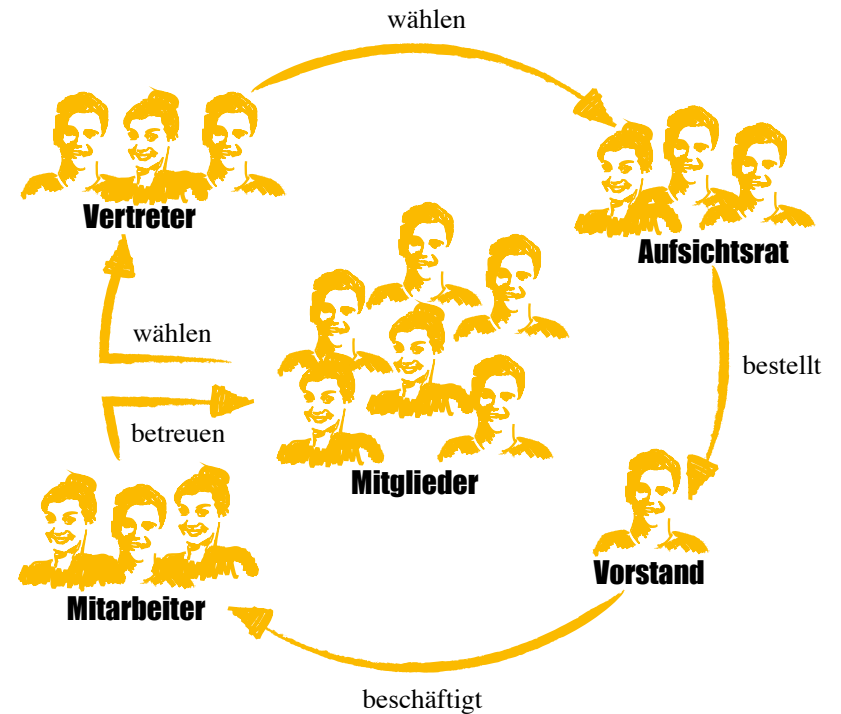 wählen
Vertreter
Aufsichtsrat
wählen
bestellt
betreuen
Mitglieder
Vorstand
Mitarbeiter
beschäftigt